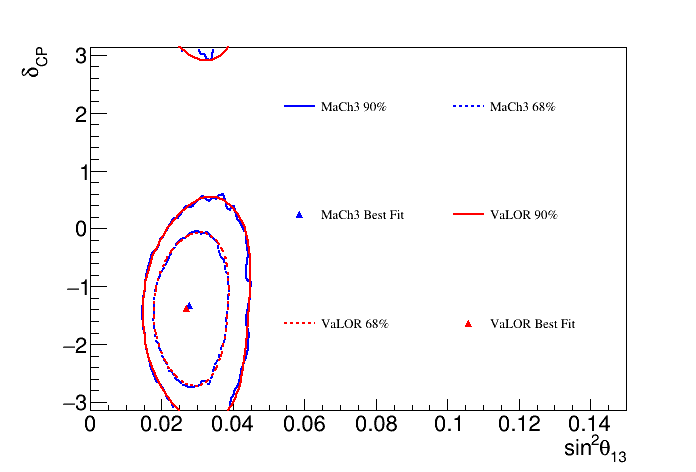 δCP
3
2
1
0
−1
−2
−3
MaCh3 90%
MaCh3 68%
MaCh3 Best Fit
VaLOR 90%
VaLOR 68%
VaLOR Best Fit
0 0.02 0.04 0.06 0.08 0.1 0.12 0.14
sin²θ₁₃